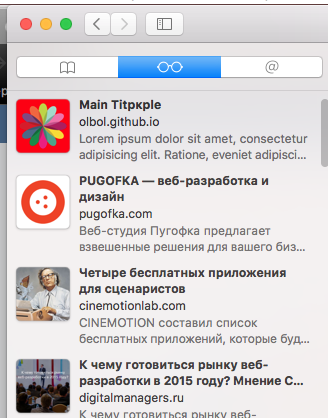 @
Main Titpkple
olbol.github.io
Lorem ipsum dolor sit amet, consectetur
adipisicing elit. Ratione, eveniet adipisci...
PUGOFKA — веб-разработка и
дизайн
pugofka.com
Веб-студия Пугофка предлагает
взвешенные решения для вашего биз...
Четыре бесплатных приложения
для сценаристов
cinemotionlab.com
CINEMOTION составил список
бесплатных приложений, которые буд...
К чему готовиться рынку веб-
разработки в 2015 году? Мнение С...
digitalmanagers.ru
К чему готовиться рынку веб-